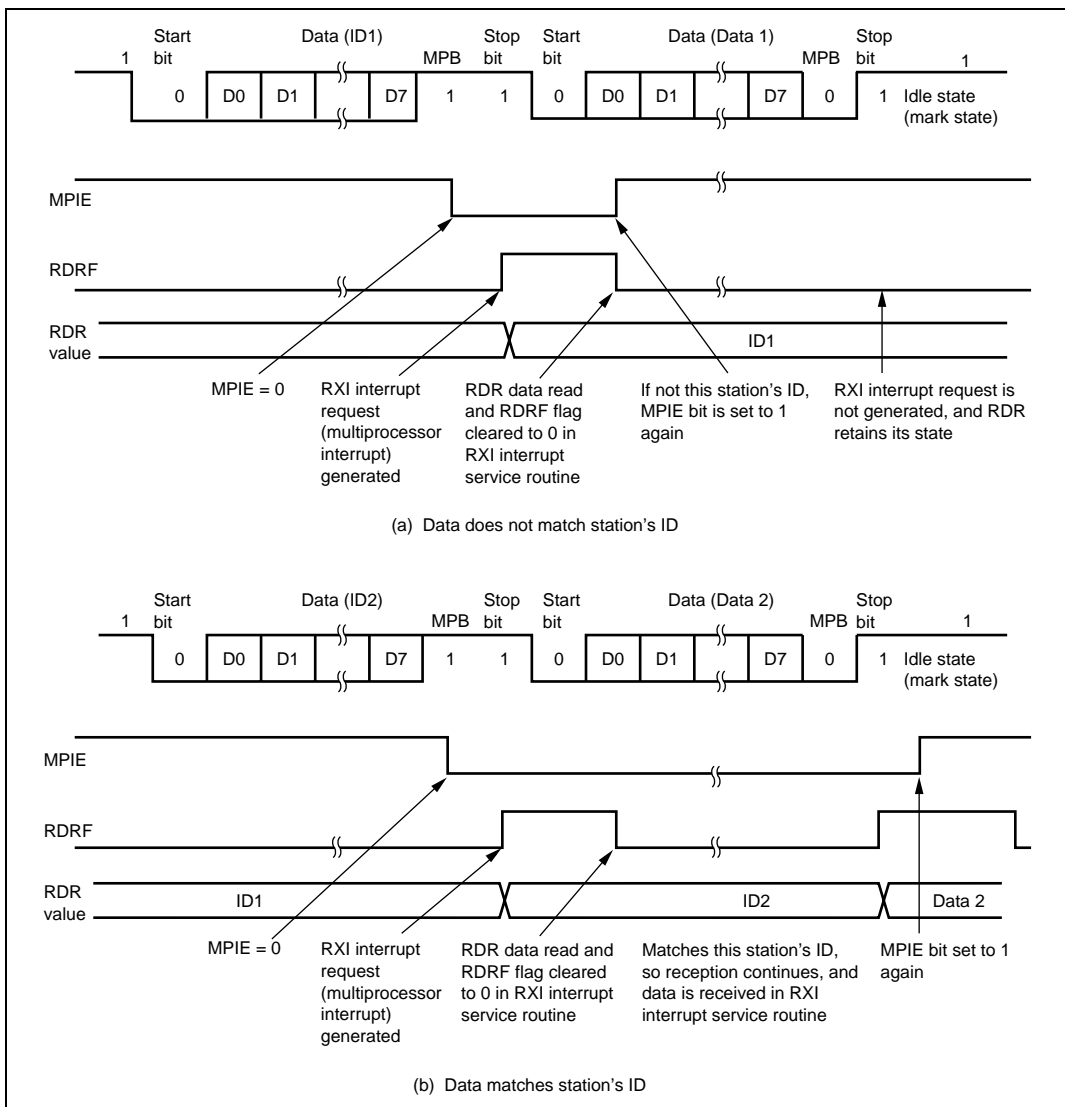 Start bit Data (ID1) Stop bit Start bit Data (Data 1) Stop bit
1 MPB MPB 1
0 D0 D1 D7 1 1 0 D0 D1 D7 0 1 Idle state (mark state)
MPIE
RDRF
RDR value
ID1
MPIE = 0
RXI interrupt
request
(multiprocessor
interrupt)
generated
RDR data read
and RDRF flag
cleared to 0 in
RXI interrupt
service routine
If not this station's ID,
MPIE bit is set to 1
again
RXI interrupt request is
not generated, and RDR
retains its state
(a) Data does not match station's ID
Start bit Data (ID2) Stop bit Start bit Data (Data 2) Stop bit
1 MPB MPB 1
0 D0 D1 D7 1 1 0 D0 D1 D7 0 1 Idle state (mark state)
MPIE
RDRF
RDR value
ID1 ID2 Data 2
MPIE = 0
RXI interrupt
request
(multiprocessor
interrupt)
generated
RDR data read and
RDRF flag cleared
to 0 in RXI interrupt
service routine
Matches this station's ID,
so reception continues, and
data is received in RXI
interrupt service routine
MPIE bit set to 1
again
(b) Data matches station's ID